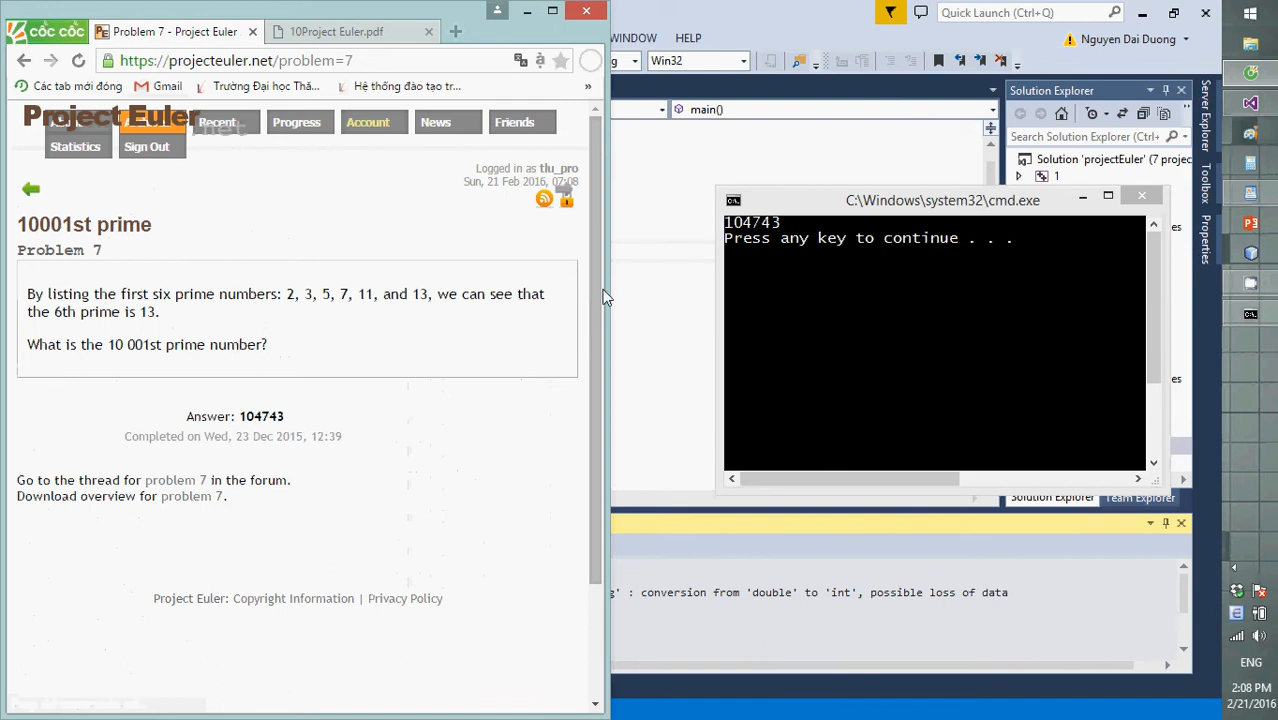 cốc cốc
Problem 7 - Project Euler
10Project Euler.pdf
https://projecteuler.net/problem=7
Các tab mới đóng
Gmail
Trường Đại học Thă...
Hệ thống đào tạo tr...
»
Project Euler
.net
Recent
Progress
Account
News
Friends
Statistics
Sign Out
Logged in as tlu_pro
Sun, 21 Feb 2016, 07:08
10001st prime
Problem 7
By listing the first six prime numbers: 2, 3, 5, 7, 11, and 13, we can see that
the 6th prime is 13.
What is the 10 001st prime number?
Answer: 104743
Completed on Wed, 23 Dec 2015, 12:39
Go to the thread for problem 7 in the forum.
Download overview for problem 7.
Project Euler: Copyright Information | Privacy Policy
Quick Launch (Ctrl+Q)
WINDOW
HELP
Nguyen Dai Duong
Win32
main()
Solution Explorer
Search Solution Explorer (Ctrl+
Solution 'projectEuler' (7 projec
1
Server Explorer
Toolbox
Properties
C:\Windows\system32\cmd.exe
104743
Press any key to continue . . .
es
es
Solution Explorer
Team Explorer
g' : conversion from 'double' to 'int', possible loss of data
ENG
2:08 PM
2/21/2016